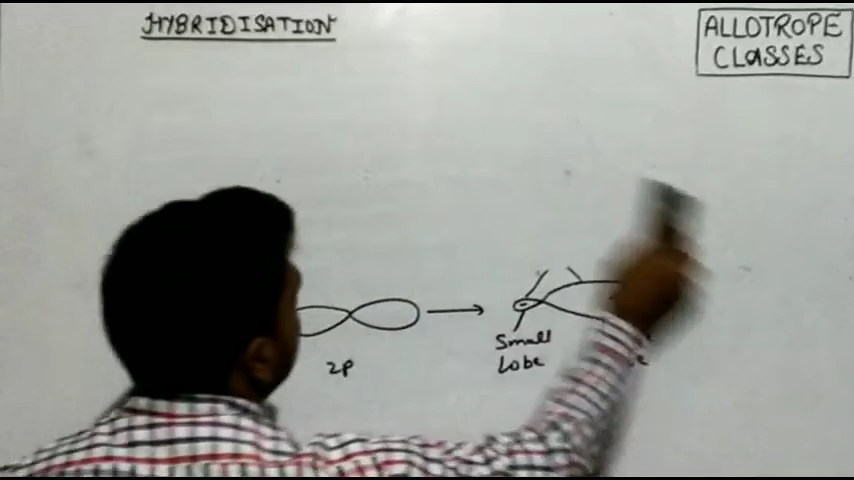 HYBRIDISATION
ALLOTROPE
CLASSES
Small
Lobe
2P